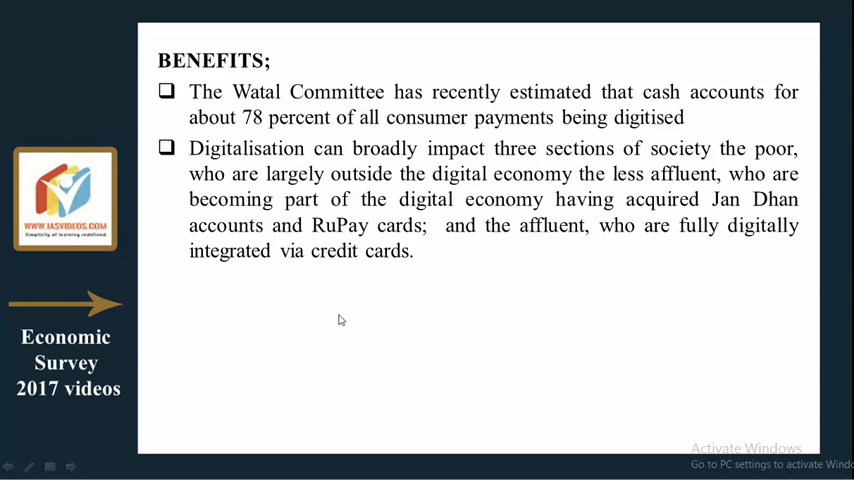 BENEFITS;
❑ The Watal Committee has recently estimated that cash accounts for
about 78 percent of all consumer payments being digitised
❑ Digitalisation can broadly impact three sections of society the poor,
who are largely outside the digital economy the less affluent, who are
becoming part of the digital economy having acquired Jan Dhan
accounts and RuPay cards; and the affluent, who are fully digitally
integrated via credit cards.
WWW.IASVIDEOS.COM
Simplicity of learning redefined.
Economic
Survey
2017 videos
Activate Windows
Go to PC settings to activate Windo